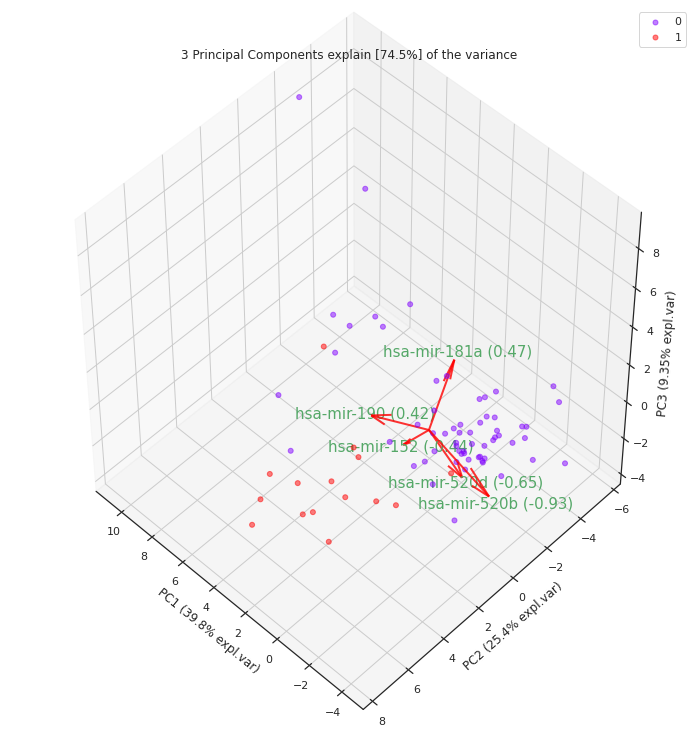 0
1
3 Principal Components explain [74.5%] of the variance
8
6
4
2
0
−2
−4
PC3 (9.35% expl.var)
hsa-mir-181a (0.47)
hsa-mir-190 (0.42)
hsa-mir-152 (-0.44)
hsa-mir-520d (-0.65)
hsa-mir-520b (-0.93)
10
8
6
4
2
0
−2
−4
PC1 (39.8% expl.var)
−6
−4
−2
0
2
4
6
8
PC2 (25.4% expl.var)